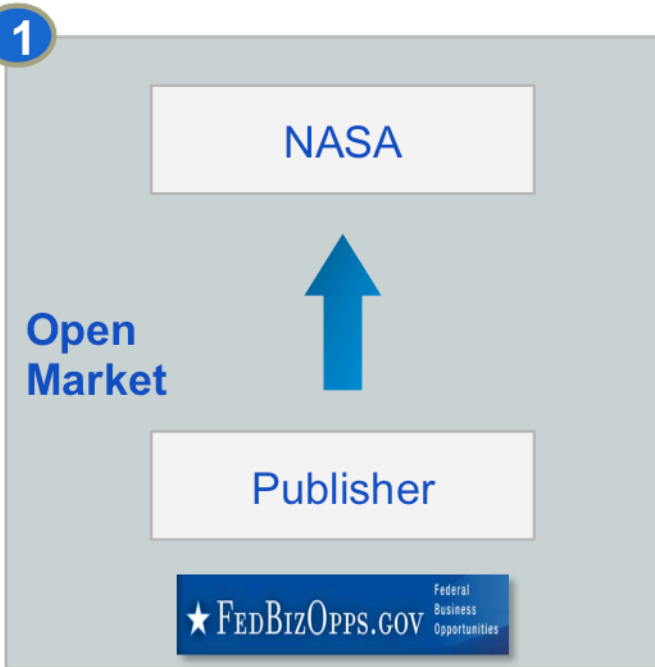 1
NASA
Open
Market
Publisher
★ FEDBIZOPPS.GOV
Federal
Business
Opportunities